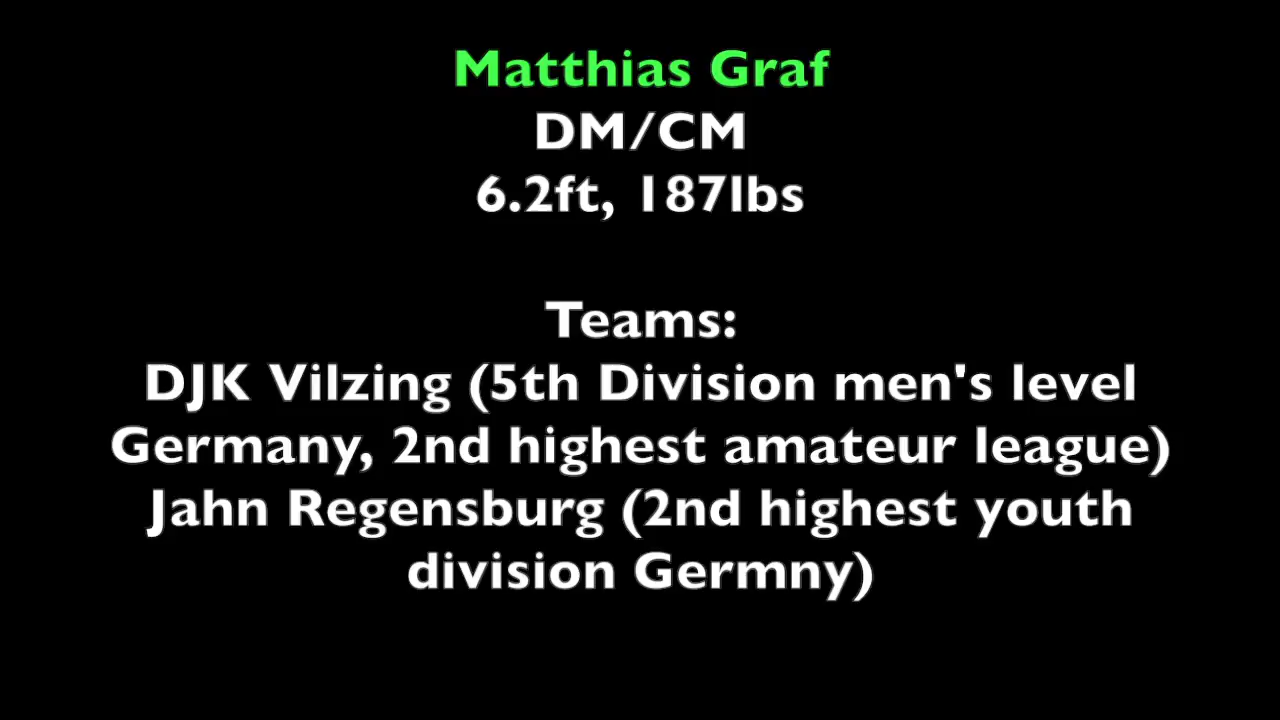 Matthias Graf
DM/CM
6.2ft, 187lbs
Teams:
DJK Vilzing (5th Division men's level
Germany, 2nd highest amateur league)
Jahn Regensburg (2nd highest youth
division Germny)